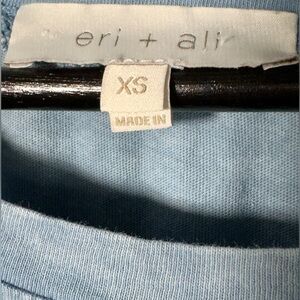 eri + ali
XS
MADE IN